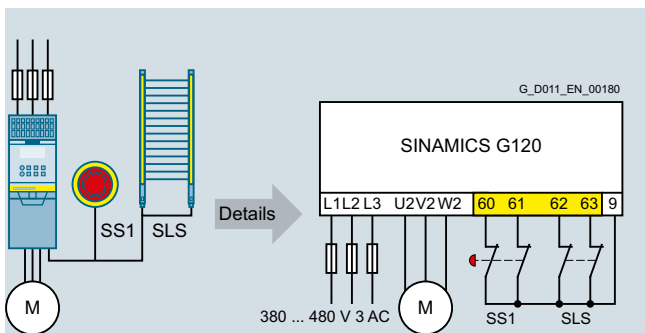 G_D011_EN_00180
SINAMICS G120
L1 L2 L3 U2 V2 W2 60 61 62 63 9
SS1 SLS
Details
M
380 ... 480 V 3 AC
M
SS1 SLS